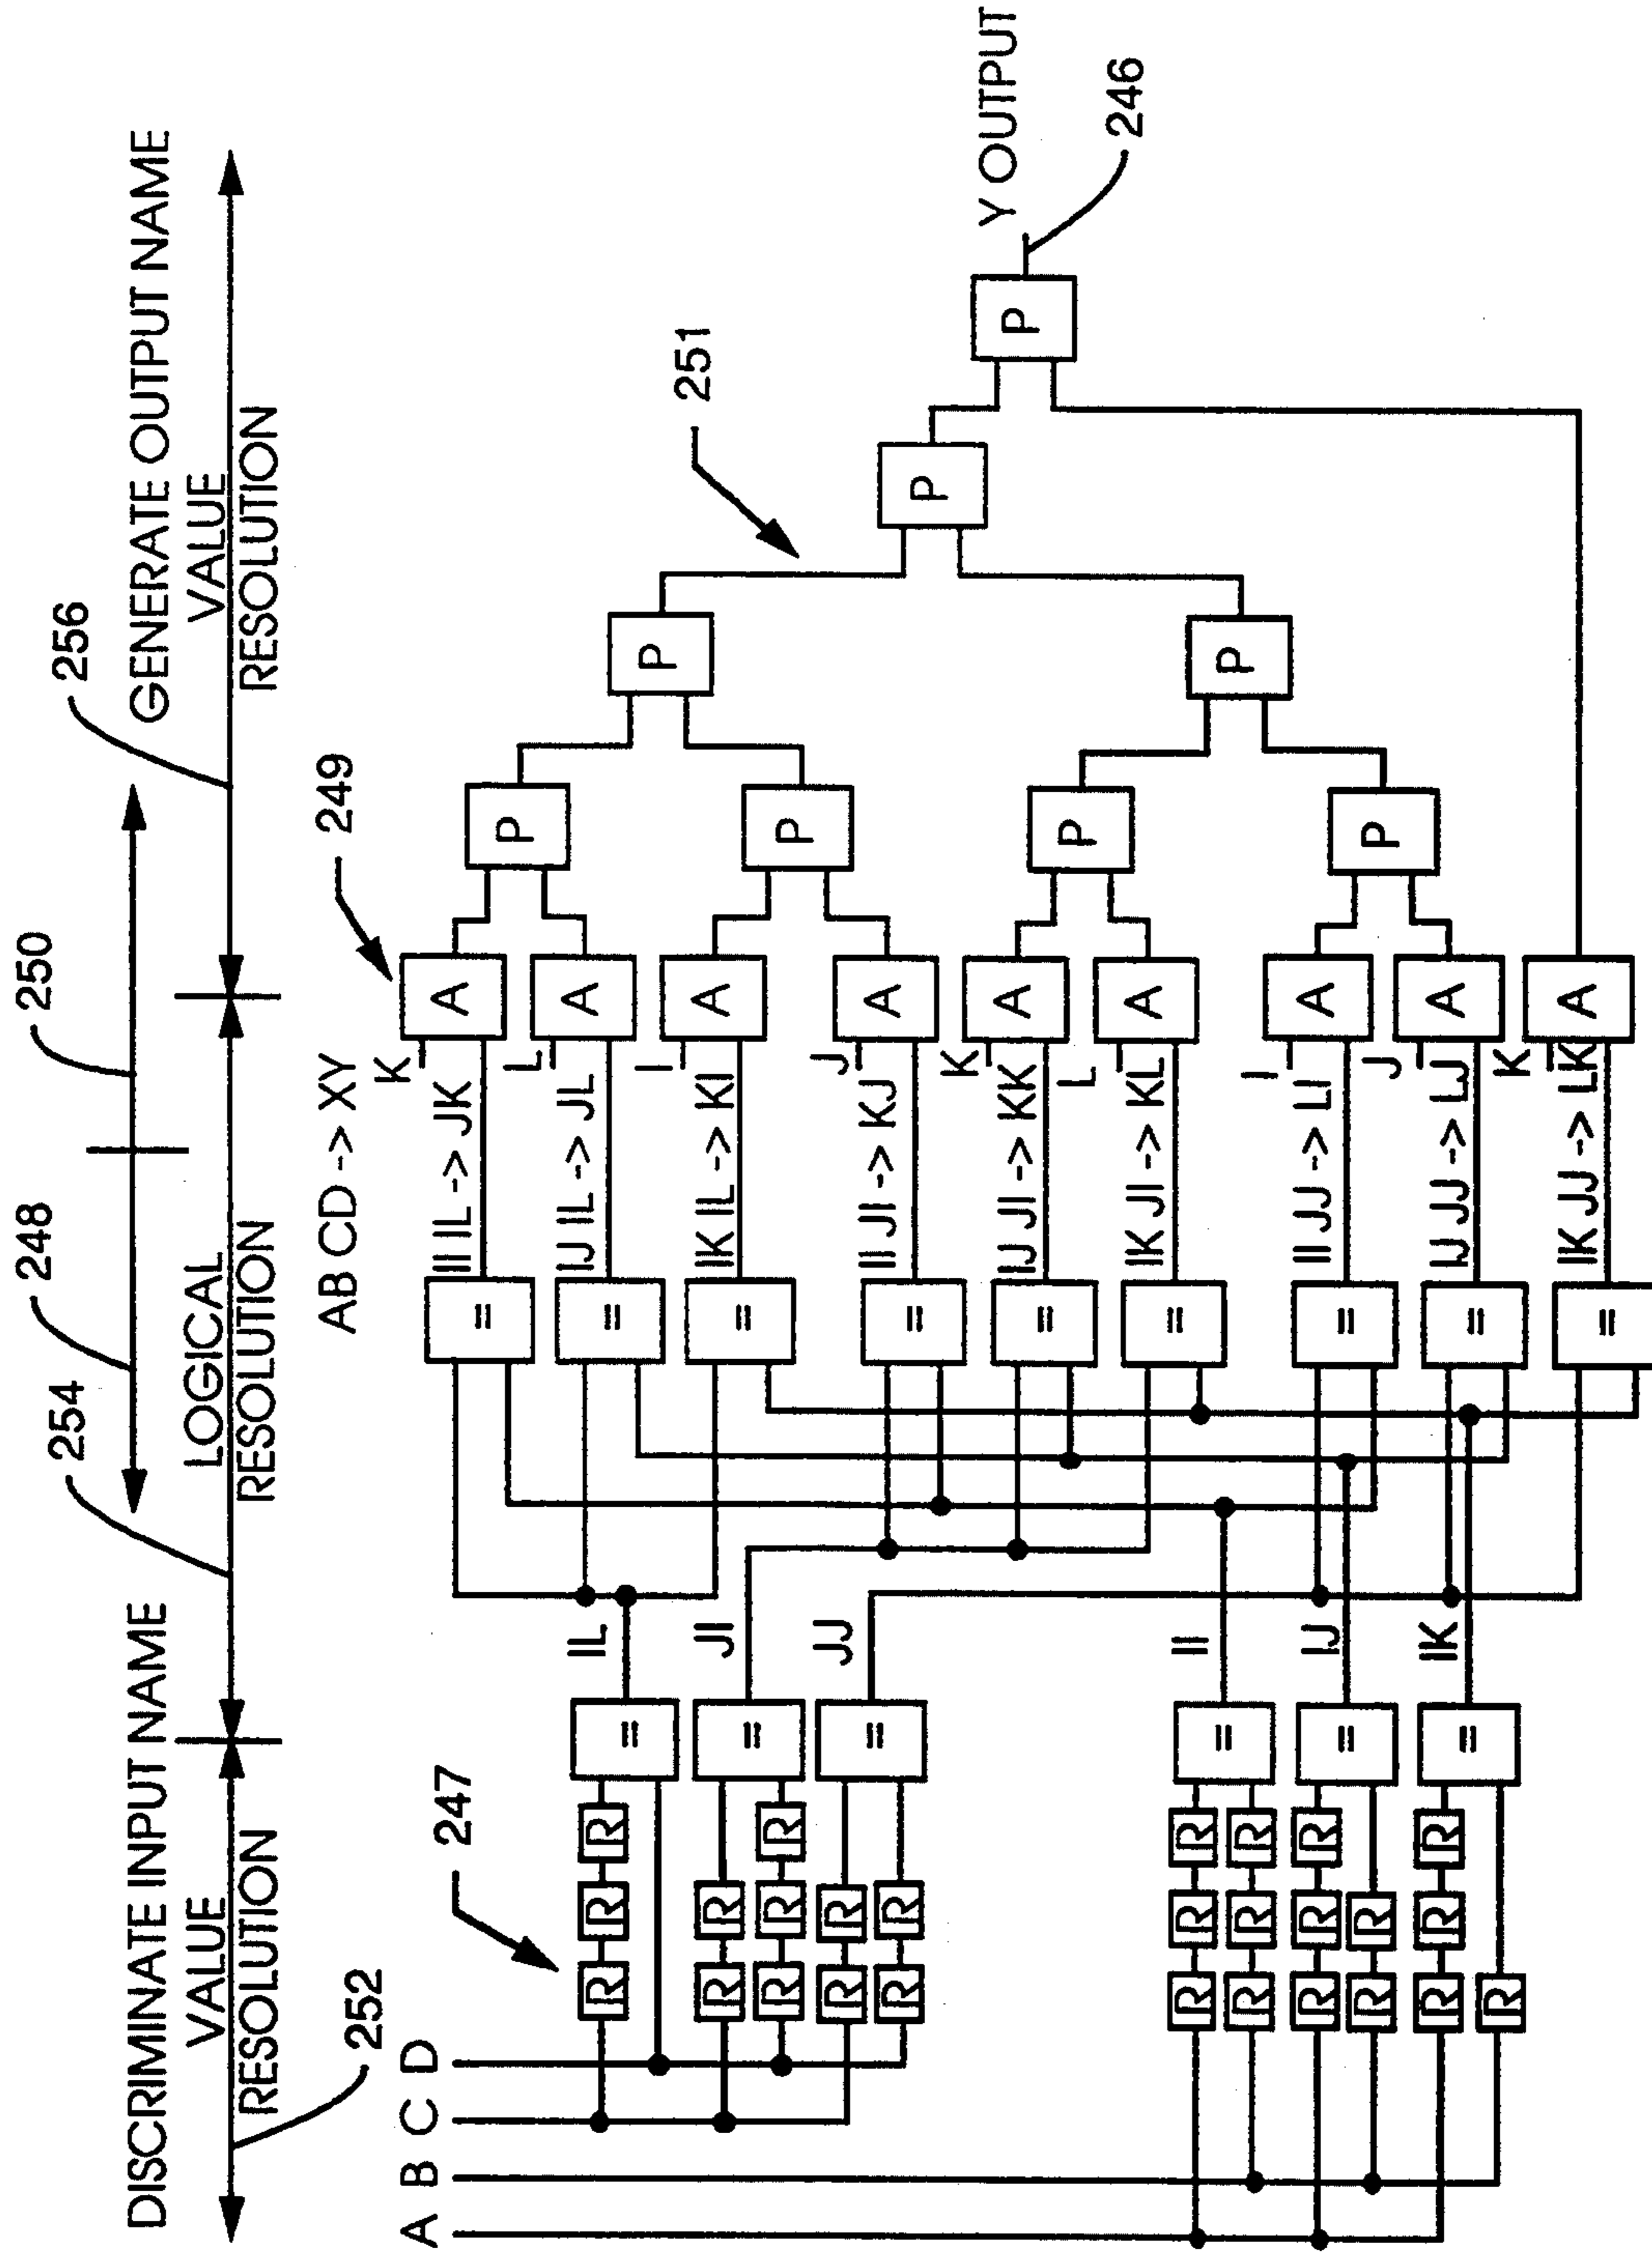 DISCRIMINATE INPUT NAME
GENERATE OUTPUT NAME
VALUE
RESOLUTION
LOGICAL
RESOLUTION
VALUE
RESOLUTION
252
254
248
250
256
247
249
251
246
A
B
C
D
AB CD -> XY
R
R
R
=
IL
R
R
R
R
R
=
JI
R
R
R
R
=
JJ
R
R
R
R
R
R
=
II
R
R
R
R
R
=
IJ
R
R
R
R
=
IK
=
II IL -> JK
K
A
=
IJ IL -> JL
L
A
=
IK IL -> KI
I
A
=
II JI -> KJ
J
A
=
IJ JI -> KK
K
A
=
IK JI -> KL
L
A
=
II JJ -> LI
I
A
=
IJ JJ -> LJ
J
A
=
IK JJ -> LK
K
A
P
P
P
P
P
P
P
P
Y OUTPUT